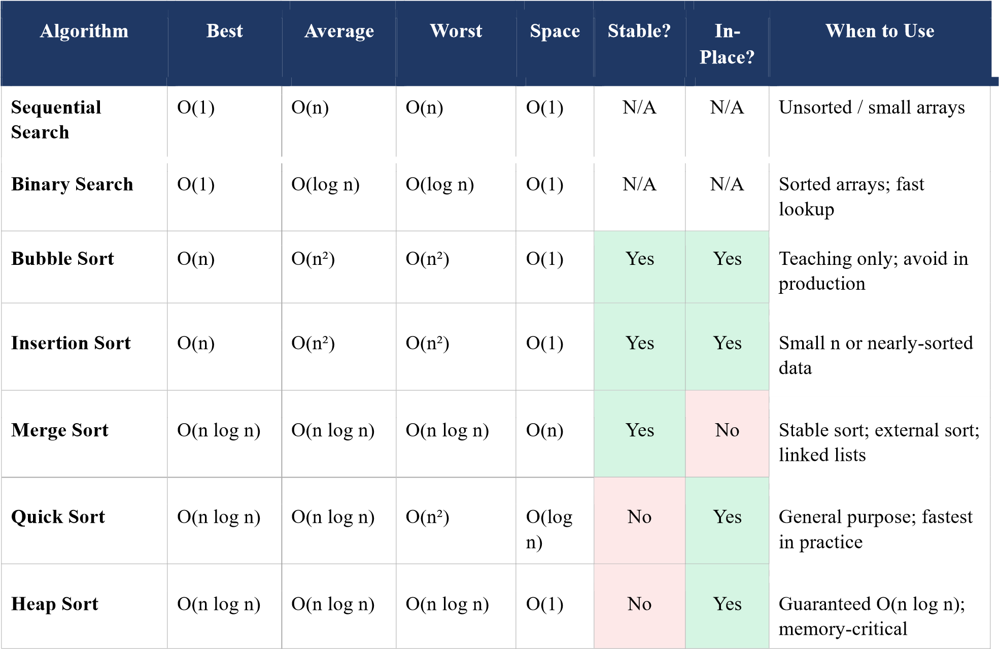 Algorithm Best Average Worst Space Stable? In- When to Use
Place?
Sequential O(1) O(n) O(n) O(1) N/A N/A Unsorted / small arrays
Search
Binary Search O(1) O(log n) O(log n) O(1) N/A N/A Sorted arrays; fast
lookup
Bubble Sort O(n) O(n²) O(n²) O(1) Yes Yes Teaching only; avoid in
production
Insertion Sort O(n) O(n²) O(n²) O(1) Yes Yes Small n or nearly-sorted
data
Merge Sort O(n log n) O(n log n) O(n log n) O(n) Yes No Stable sort; external sort;
linked lists
Quick Sort O(n log n) O(n log n) O(n²) O(log No Yes General purpose; fastest
n) in practice
Heap Sort O(n log n) O(n log n) O(n log n) O(1) No Yes Guaranteed O(n log n);
memory-critical